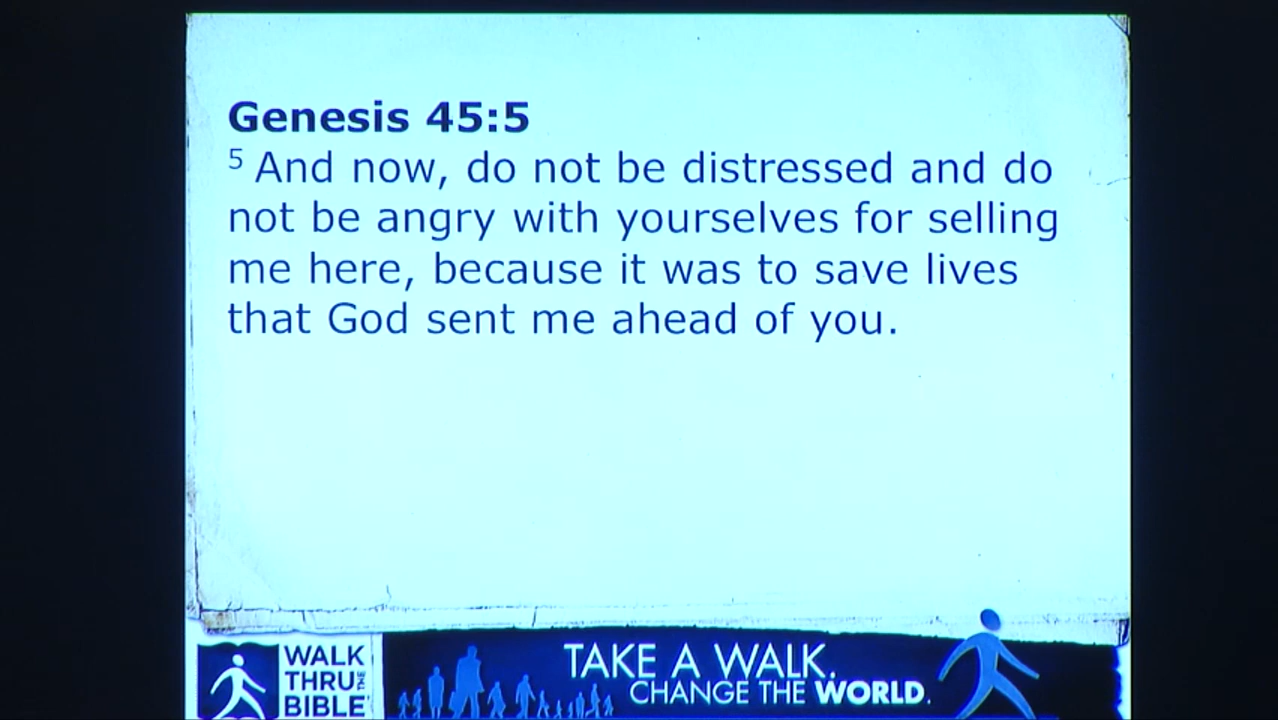 Genesis 45:5
5 And now, do not be distressed and do
not be angry with yourselves for selling
me here, because it was to save lives
that God sent me ahead of you.
WALK
THRU THE
BIBLE
TAKE A WALK.
CHANGE THE WORLD.